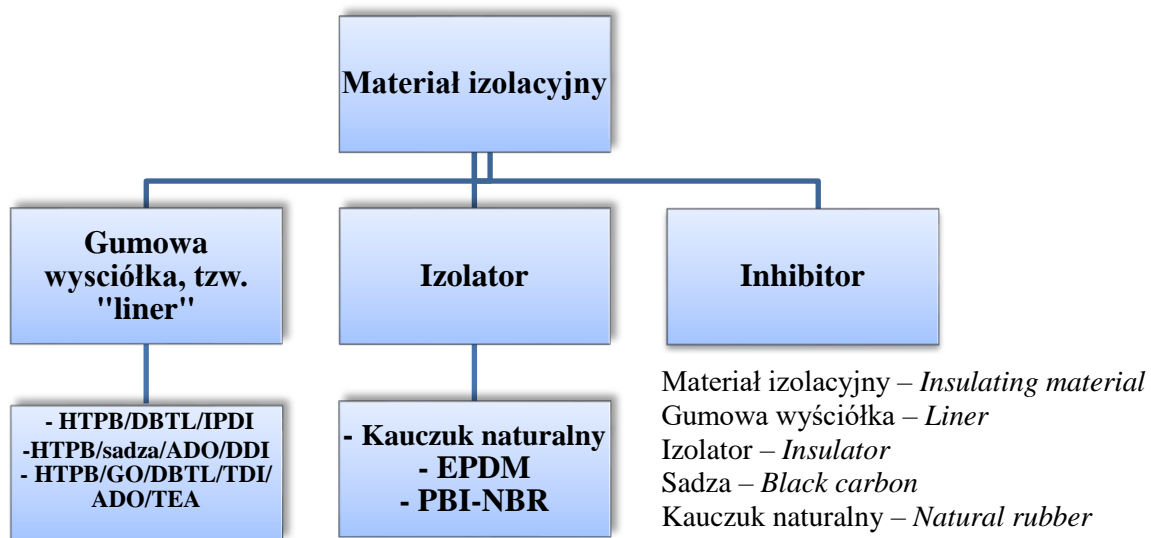 Materiał izolacyjny
Gumowa
wysciółka, tzw.
"liner"
Izolator
Inhibitor
- HTPB/DBTL/IPDI
-HTPB/sadza/ADO/DDI
- HTPB/GO/DBTL/TDI/
ADO/TEA
- Kauczuk naturalny
- EPDM
- PBI-NBR
Materiał izolacyjny – Insulating material
Gumowa wyściółka – Liner
Izolator – Insulator
Sadza – Black carbon
Kauczuk naturalny – Natural rubber